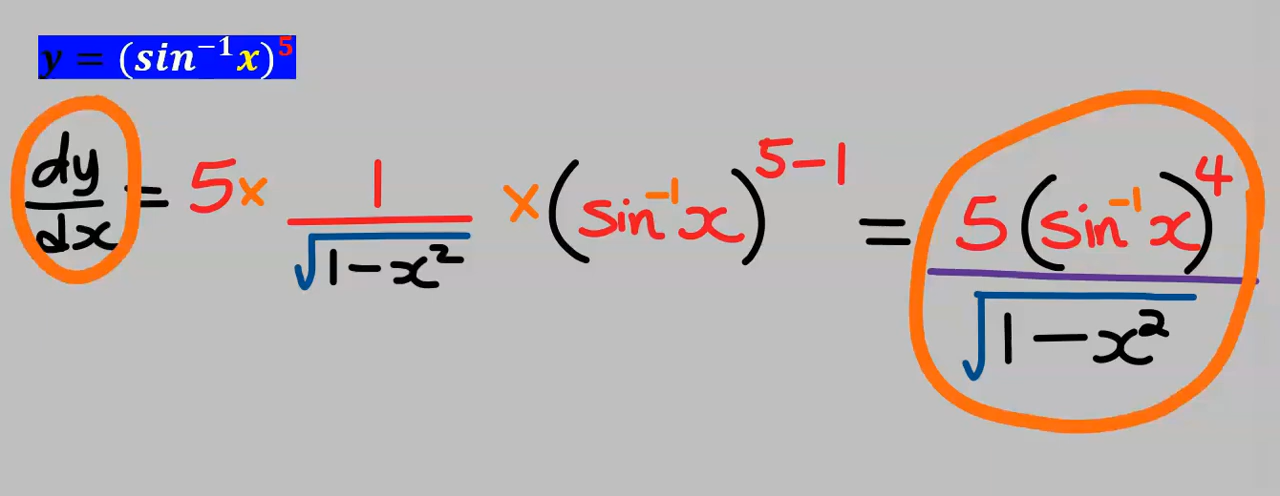 y = (sin⁻¹x)⁵
dy/dx = 5 × 1/√(1−x²) × (sin⁻¹x)⁵⁻¹ = 5(sin⁻¹x)⁴/√(1−x²)